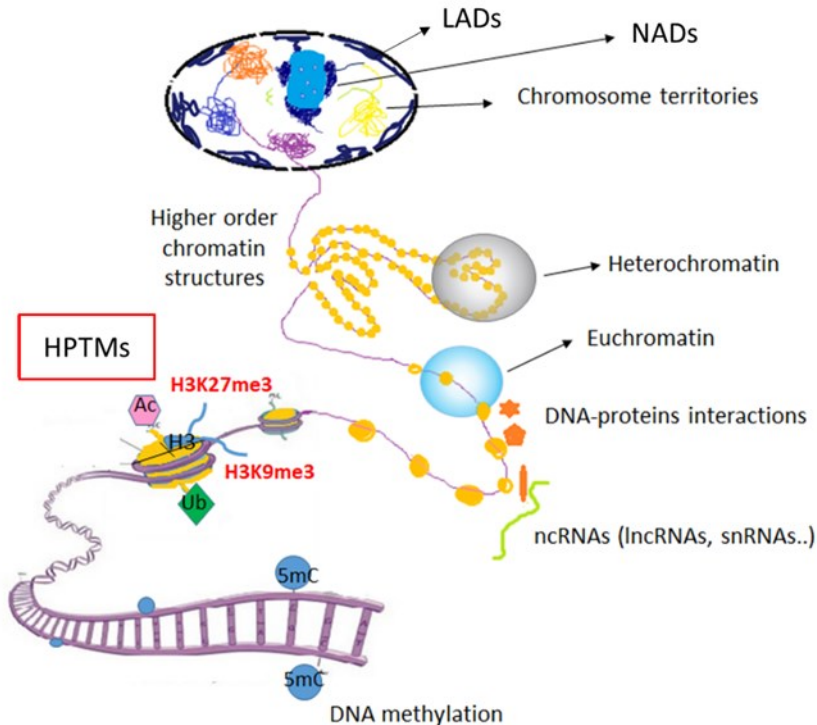 LADs
NADs
Chromosome territories
Higher order
chromatin
structures
Heterochromatin
Euchromatin
HPTMs
H3K27me3
Ac
H3
DNA-proteins interactions
H3K9me3
Ub
ncRNAs (lncRNAs, snRNAs..)
5mC
5mC
DNA methylation